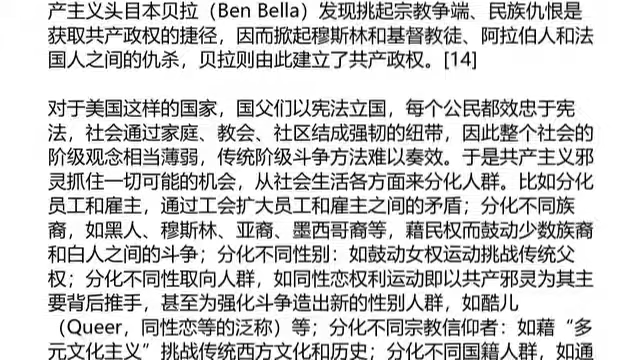 产主义头目本贝拉（Ben Bella）发现挑起宗教争端、民族仇恨是
获取共产政权的捷径，因而掀起穆斯林和基督教徒、阿拉伯人和法
国人之间的仇杀，贝拉则由此建立了共产政权。[14]
对于美国这样的国家，国父们以宪法立国，每个公民都效忠于宪
法，社会通过家庭、教会、社区结成强韧的纽带，因此整个社会的
阶级观念相当薄弱，传统阶级斗争方法难以奏效。于是共产主义邪
灵抓住一切可能的机会，从社会生活各方面来分化人群。比如分化
员工和雇主，通过工会扩大员工和雇主之间的矛盾；分化不同族
裔，如黑人、穆斯林、亚裔、墨西哥裔等，藉民权而鼓动少数族裔
和白人之间的斗争；分化不同性别：如鼓动女权运动挑战传统父
权；分化不同性取向人群，如同性恋权利运动即以共产邪灵为其主
要背后推手，甚至为强化斗争造出新的性别人群，如酷儿
（Queer，同性恋等的泛称）等；分化不同宗教信仰者：如藉“多
元文化主义”挑战传统西方文化和历史；分化不同国籍人群，如通